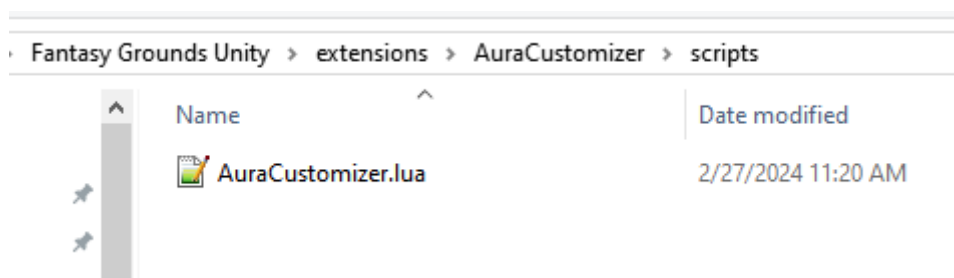 Fantasy Grounds Unity > extensions > AuraCustomizer > scripts
Name Date modified
AuraCustomizer.lua 2/27/2024 11:20 AM